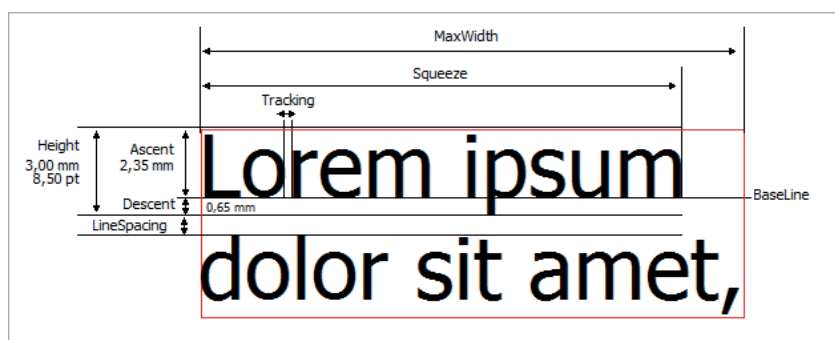 MaxWidth
Squeeze
Tracking
Height
3,00 mm
8,50 pt
Ascent
2,35 mm
Lorem ipsum
Descent
0,65 mm
BaseLine
LineSpacing
dolor sit amet,